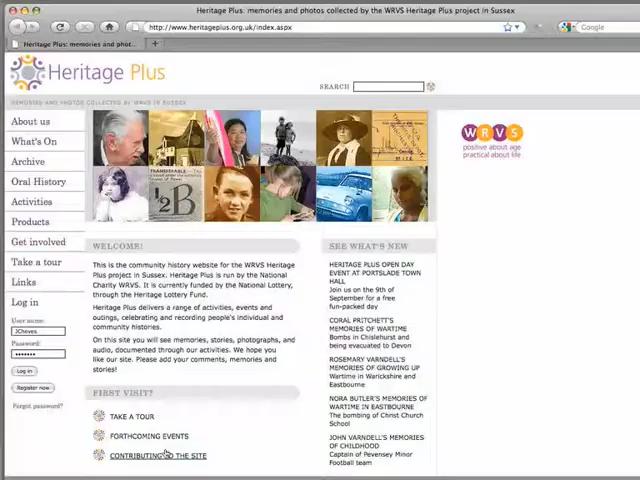 Heritage Plus: memories and photos collected by the WRVS Heritage Plus project in Sussex
http://www.heritageplus.org.uk/index.aspx
Google
Heritage Plus: memories and phot...
Heritage Plus
SEARCH
MEMORIES AND PHOTOS COLLECTED BY WRVS IN SUSSEX
About us
What's On
Archive
Oral History
Activities
Products
Get involved
Take a tour
Links
Log in
User name:
JCheves
Password:
•••••••
Log in
Register now
Forgot password?
TRANSFERABLE
1/2B
WRVS
positive about age
practical about life
WELCOME!
This is the community history website for the WRVS Heritage
Plus project in Sussex. Heritage Plus is run by the National
Charity WRVS. It is currently funded by the National Lottery,
through the Heritage Lottery Fund.
Heritage Plus delivers a range of activities, events and
outings, celebrating and recording people's individual and
community histories.
On this site you will see memories, stories, photographs, and
audio, documented through our activities. We hope you
like our site. Please add your comments, memories and
stories!
FIRST VISIT?
TAKE A TOUR
FORTHCOMING EVENTS
CONTRIBUTING TO THE SITE
SEE WHAT'S NEW
HERITAGE PLUS OPEN DAY
EVENT AT PORTSLADE TOWN
HALL
Join us on the 9th of
September for a free
fun-packed day
CORAL PRITCHETT'S
MEMORIES OF WARTIME
Bombs in Chislehurst and
being evacuated to Devon
ROSEMARY VARNDELL'S
MEMORIES OF GROWING UP
Wartime in Warickshire and
Eastbourne
NORA BUTLER'S MEMORIES
OF WARTIME IN EASTBOURNE
The bombing of Christ Church
School
JOHN VARNDELL'S MEMORIES
OF CHILDHOOD
Captain of Pevensey Minor
Football team